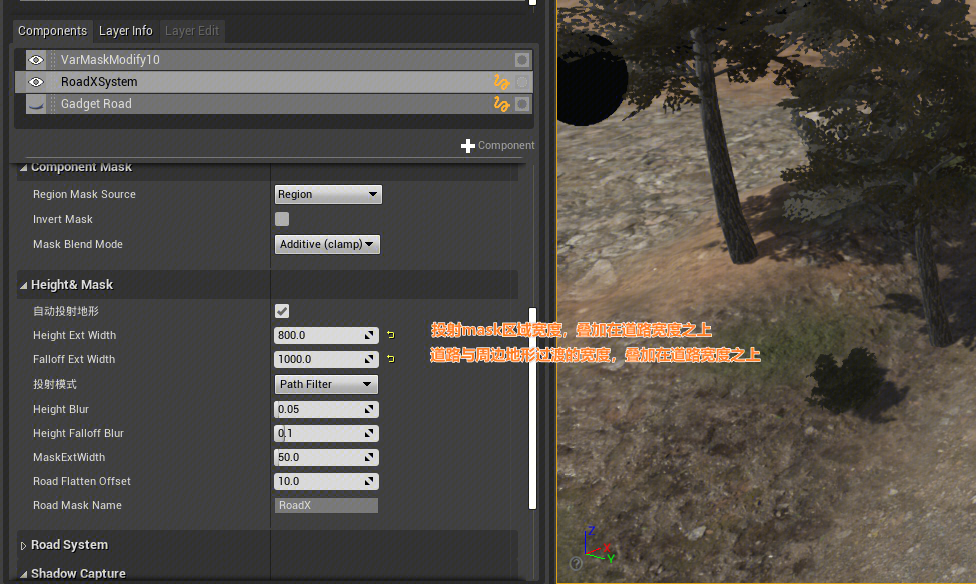 Components Layer Info Layer Edit
VarMaskModify10
RoadXSystem
Gadget Road
Component
Component Mask
Region Mask Source Region
Invert Mask
Mask Blend Mode Additive (clamp)
Height& Mask
自动投射地形
Height Ext Width 800.0 投射mask区域宽度，叠加在道路宽度之上
Falloff Ext Width 1000.0 道路与周边地形过渡的宽度，叠加在道路宽度之上
投射模式 Path Filter
Height Blur 0.05
Height Falloff Blur 0.1
MaskExtWidth 50.0
Road Flatten Offset 10.0
Road Mask Name RoadX
Road System
Shadow Capture
Z
X
Y
?